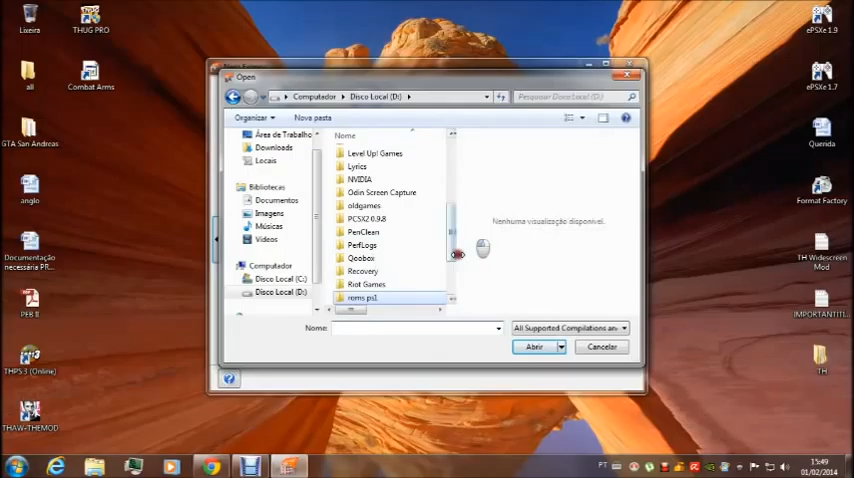 Lixeira
THUG PRO
all
Combat Arms
GTA San Andreas
anglo
Documentação
necessária PR...
PEB II
THPS 3 (Online)
THAW-THEMOD
ePSXe 1.9
ePSXe 1.7
Querida
Format Factory
TH Widescreen
Mod
TH
Open
Computador
Disco Local (D:)
Pesquisar Disco Local (D:)
Organizar
Nova pasta
Área de Trabalho
Downloads
Locais
Bibliotecas
Documentos
Imagens
Músicas
Vídeos
Computador
Disco Local (C:)
Disco Local (D:)
Nome
Level Up! Games
Lyrics
NVIDIA
Odin Screen Capture
oldgames
PCSX2 0.9.8
PenClean
PerfLogs
Qoobox
Recovery
Riot Games
roms ps1
Nenhuma visualização disponível.
Nome:
All Supported Compilations an
Abrir
Cancelar
PT
15:49
01/02/2014